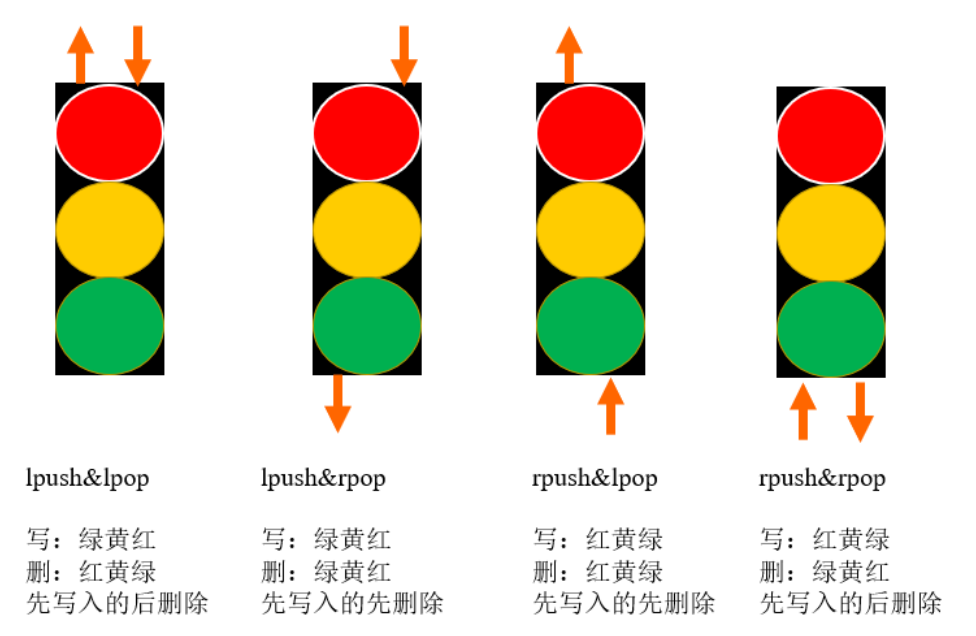 lpush&lpop
写：绿黄红
删：红黄绿
先写入的后删除
lpush&rpop
写：绿黄红
删：绿黄红
先写入的先删除
rpush&lpop
写：红黄绿
删：红黄绿
先写入的先删除
rpush&rpop
写：红黄绿
删：绿黄红
先写入的后删除